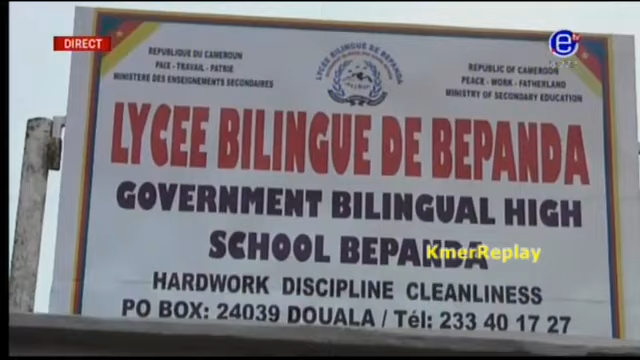 DIRECT
REPUBLIQUE DU CAMEROUN
PAIX - TRAVAIL - PATRIE
MINISTERE DES ENSEIGNEMENTS SECONDAIRES
LYCEE BILINGUE DE BEPANDA
REPUBLIC OF CAMEROON
PEACE - WORK - FATHERLAND
MINISTRY OF SECONDARY EDUCATION
LYCEE BILINGUE DE BEPANDA
GOVERNMENT BILINGUAL HIGH
SCHOOL BEPANDA
KmerReplay
HARDWORK DISCIPLINE CLEANLINESS
PO BOX: 24039 DOUALA / Tél: 233 40 17 27